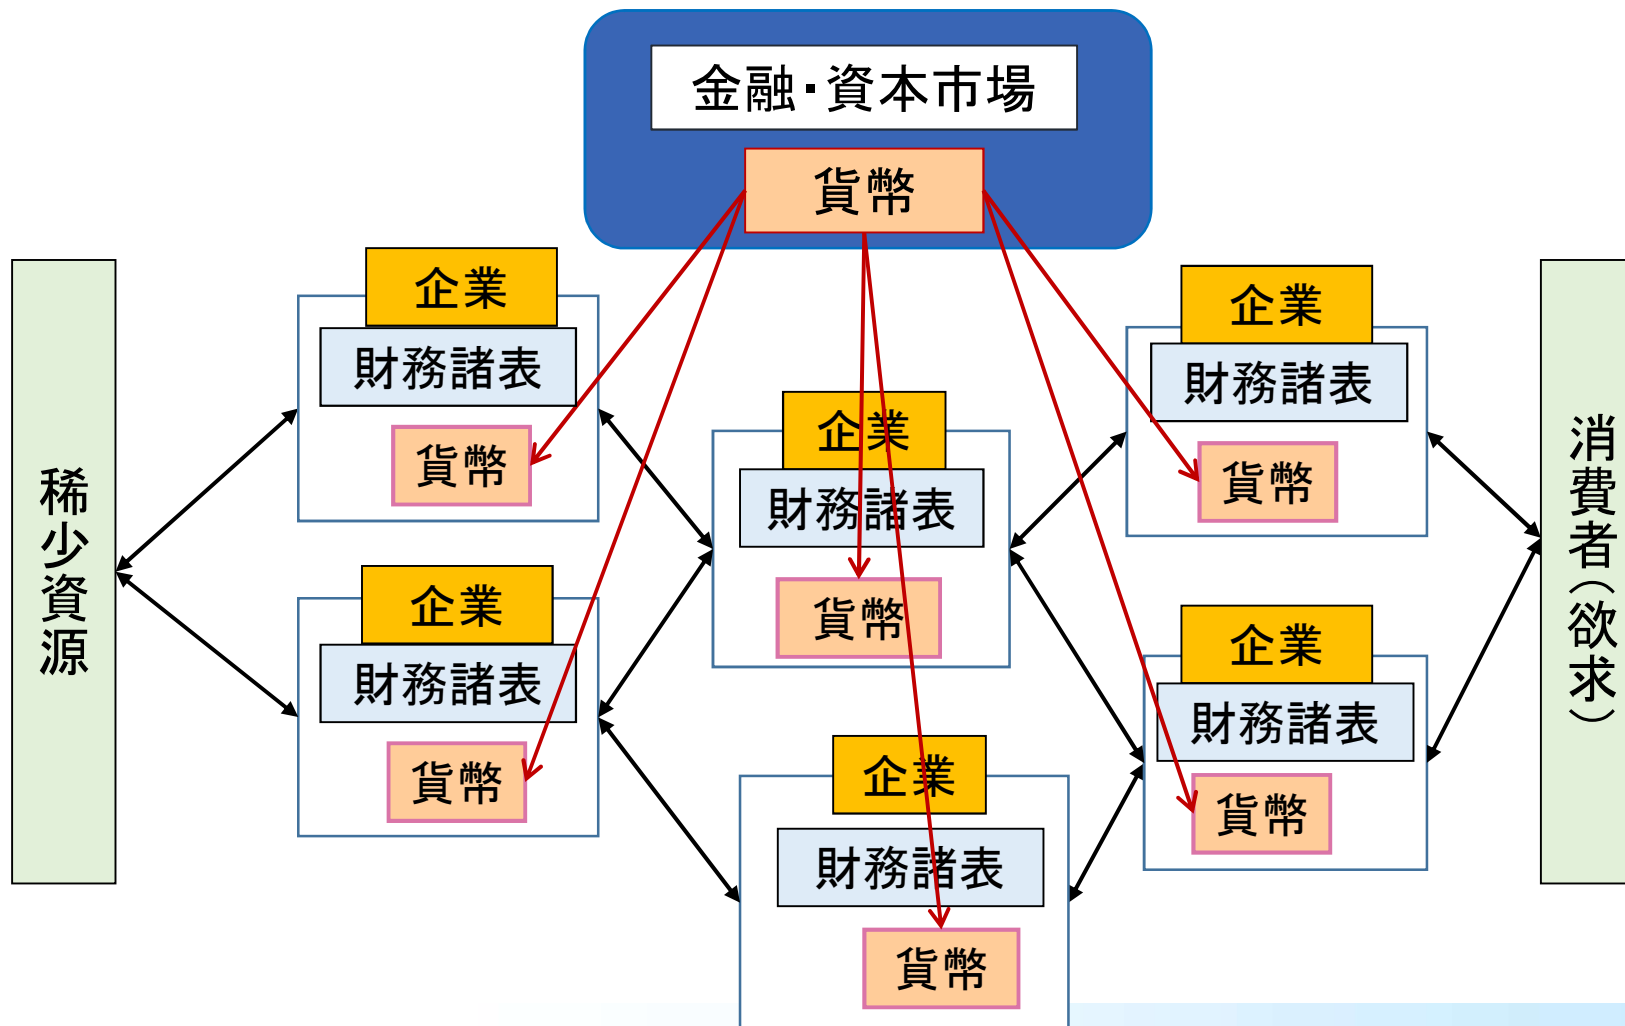 金融・資本市場
貨幣
稀少資源
企業
財務諸表
貨幣
企業
財務諸表
貨幣
企業
財務諸表
貨幣
企業
財務諸表
貨幣
企業
財務諸表
貨幣
企業
財務諸表
貨幣
消費者(欲求)